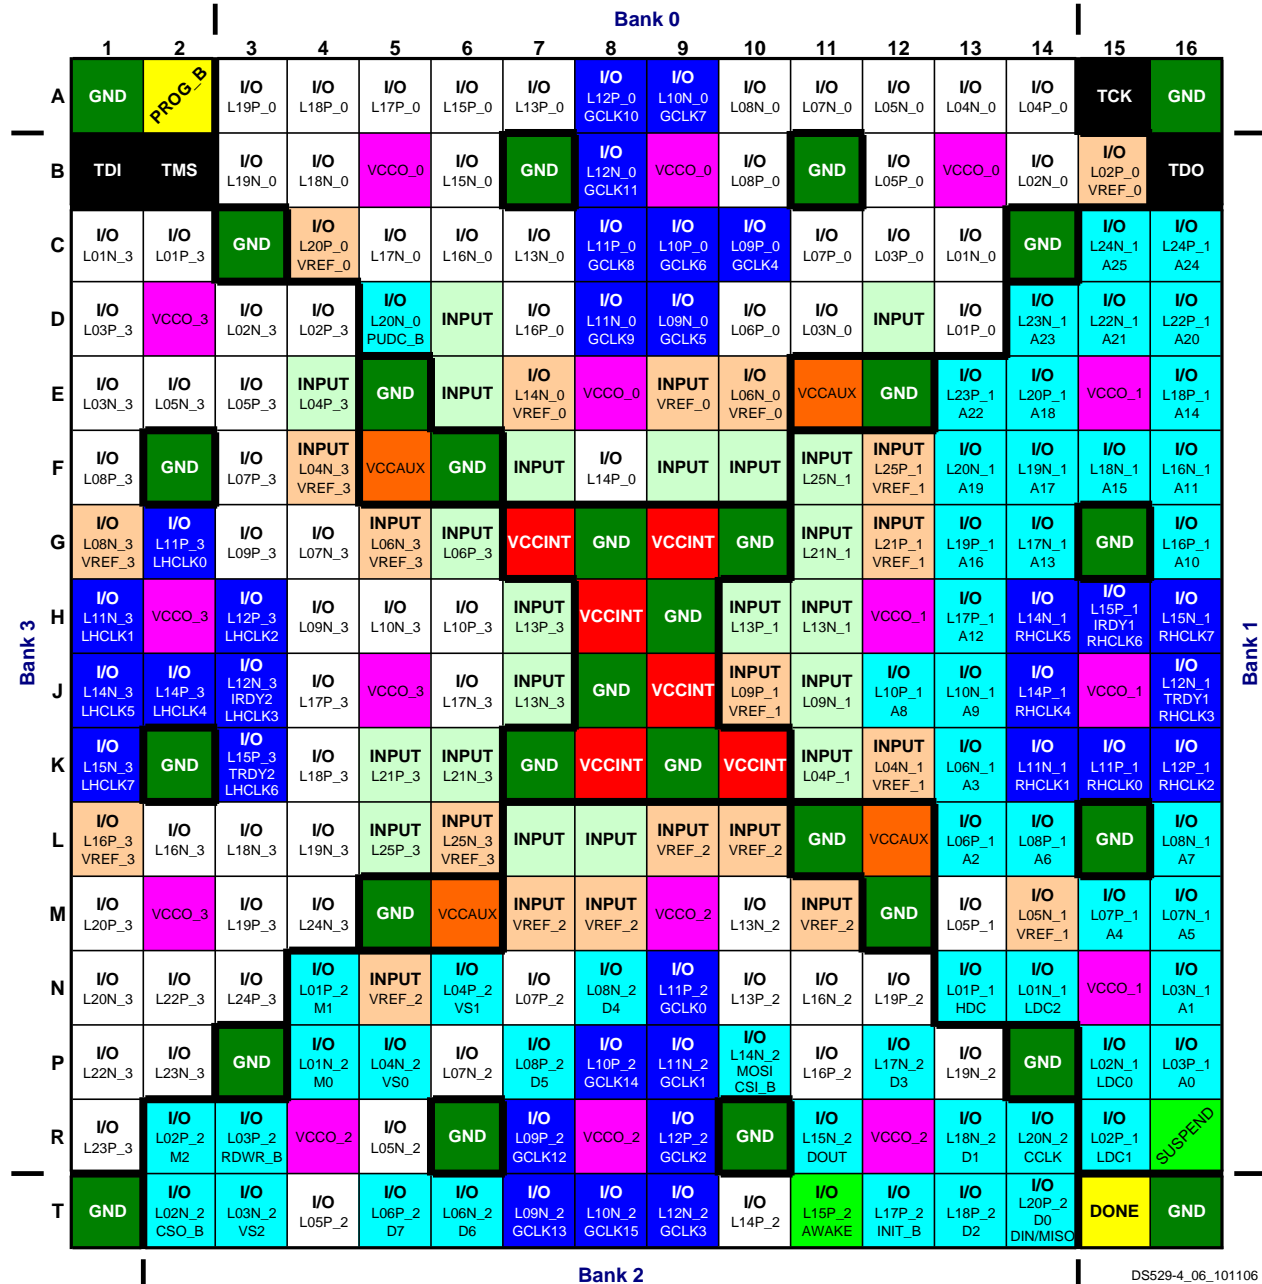 Bank 0
1 2 3 4 5 6 7 8 9 10 11 12 13 14 15 16
A GND PROG_B I/O L19P_0 I/O L18P_0 I/O L17P_0 I/O L15P_0 I/O L13P_0 I/O L12P_0 GCLK10 I/O L10N_0 GCLK7 I/O L08N_0 I/O L07N_0 I/O L05N_0 I/O L04N_0 I/O L04P_0 TCK GND
B TDI TMS I/O L19N_0 I/O L18N_0 VCCO_0 I/O L15N_0 GND I/O L12N_0 GCLK11 VCCO_0 I/O L08P_0 GND I/O L05P_0 VCCO_0 I/O L02N_0 I/O L02P_0 VREF_0 TDO
C I/O L01N_3 I/O L01P_3 GND I/O L20P_0 VREF_0 I/O L17N_0 I/O L16N_0 I/O L13N_0 I/O L11P_0 GCLK8 I/O L10P_0 GCLK6 I/O L09P_0 GCLK4 I/O L07P_0 I/O L03P_0 I/O L01N_0 GND I/O L24N_1 A25 I/O L24P_1 A24
D I/O L03P_3 VCCO_3 I/O L02N_3 I/O L02P_3 I/O L20N_0 PUDC_B INPUT I/O L16P_0 I/O L11N_0 GCLK9 I/O L09N_0 GCLK5 I/O L06P_0 I/O L03N_0 INPUT I/O L01P_0 I/O L23N_1 A23 I/O L22N_1 A21 I/O L22P_1 A20
E I/O L03N_3 I/O L05N_3 I/O L05P_3 INPUT L04P_3 GND INPUT I/O L14N_0 VREF_0 VCCO_0 INPUT VREF_0 I/O L06N_0 VREF_0 VCCAUX GND I/O L23P_1 A22 I/O L20P_1 A18 VCCO_1 I/O L18P_1 A14
F I/O L08P_3 GND I/O L07P_3 INPUT L04N_3 VREF_3 VCCAUX GND INPUT I/O L14P_0 INPUT INPUT INPUT L25N_1 INPUT L25P_1 VREF_1 I/O L20N_1 A19 I/O L19N_1 A17 I/O L18N_1 A15 I/O L16N_1 A11
G I/O L08N_3 VREF_3 I/O L11P_3 LHCLK0 I/O L09P_3 I/O L07N_3 INPUT L06N_3 VREF_3 INPUT L06P_3 VCCINT GND VCCINT GND INPUT L21N_1 INPUT L21P_1 VREF_1 I/O L19P_1 A16 I/O L17N_1 A13 GND I/O L16P_1 A10
H I/O L11N_3 LHCLK1 VCCO_3 I/O L12P_3 LHCLK2 I/O L09N_3 I/O L10N_3 I/O L10P_3 INPUT L13P_3 VCCINT GND INPUT L13P_1 INPUT L13N_1 VCCO_1 I/O L17P_1 A12 I/O L14N_1 RHCLK5 I/O L15P_1 IRDY1 RHCLK6 I/O L15N_1 RHCLK7
Bank 3
Bank 1
J I/O L14N_3 LHCLK5 I/O L14P_3 LHCLK4 I/O L12N_3 IRDY2 LHCLK3 I/O L17P_3 VCCO_3 I/O L17N_3 INPUT L13N_3 GND VCCINT INPUT L09P_1 VREF_1 INPUT L09N_1 I/O L10P_1 A8 I/O L10N_1 A9 I/O L14P_1 RHCLK4 VCCO_1 I/O L12N_1 TRDY1 RHCLK3
K I/O L15N_3 LHCLK7 GND I/O L15P_3 TRDY2 LHCLK6 I/O L18P_3 INPUT L21P_3 INPUT L21N_3 GND VCCINT GND VCCINT INPUT L04P_1 INPUT L04N_1 VREF_1 I/O L06N_1 A3 I/O L11N_1 RHCLK1 I/O L11P_1 RHCLK0 I/O L12P_1 RHCLK2
L I/O L16P_3 VREF_3 I/O L16N_3 I/O L18N_3 I/O L19N_3 INPUT L25P_3 INPUT L25N_3 VREF_3 INPUT INPUT INPUT VREF_2 INPUT VREF_2 GND VCCAUX I/O L06P_1 A2 I/O L08P_1 A6 GND I/O L08N_1 A7
M I/O L20P_3 VCCO_3 I/O L19P_3 I/O L24N_3 GND VCCAUX INPUT VREF_2 INPUT VREF_2 VCCO_2 I/O L13N_2 INPUT VREF_2 GND I/O L05P_1 I/O L05N_1 VREF_1 I/O L07P_1 A4 I/O L07N_1 A5
N I/O L20N_3 I/O L22P_3 I/O L24P_3 I/O L01P_2 M1 INPUT VREF_2 I/O L04P_2 VS1 I/O L07P_2 I/O L08N_2 D4 I/O L11P_2 GCLK0 I/O L13P_2 I/O L16N_2 I/O L19P_2 I/O L01P_1 HDC I/O L01N_1 LDC2 VCCO_1 I/O L03N_1 A1
P I/O L22N_3 I/O L23N_3 GND I/O L01N_2 M0 I/O L04N_2 VS0 I/O L07N_2 I/O L08P_2 D5 I/O L10P_2 GCLK14 I/O L11N_2 GCLK1 I/O L14N_2 MOSI CSI_B I/O L16P_2 I/O L17N_2 D3 I/O L19N_2 GND I/O L02N_1 LDC0 I/O L03P_1 A0
R I/O L23P_3 I/O L02P_2 M2 I/O L03P_2 RDWR_B VCCO_2 I/O L05N_2 GND I/O L09P_2 GCLK12 VCCO_2 I/O L12P_2 GCLK2 GND I/O L15N_2 DOUT VCCO_2 I/O L18N_2 D1 I/O L20N_2 CCLK I/O L02P_1 LDC1 SUSPEND
T GND I/O L02N_2 CSO_B I/O L03N_2 VS2 I/O L05P_2 I/O L06P_2 D7 I/O L06N_2 D6 I/O L09N_2 GCLK13 I/O L10N_2 GCLK15 I/O L12N_2 GCLK3 I/O L14P_2 I/O L15P_2 AWAKE I/O L17P_2 INIT_B I/O L18P_2 D2 I/O L20P_2 D0 DIN/MISO DONE GND
Bank 2
DS529-4_06_101106